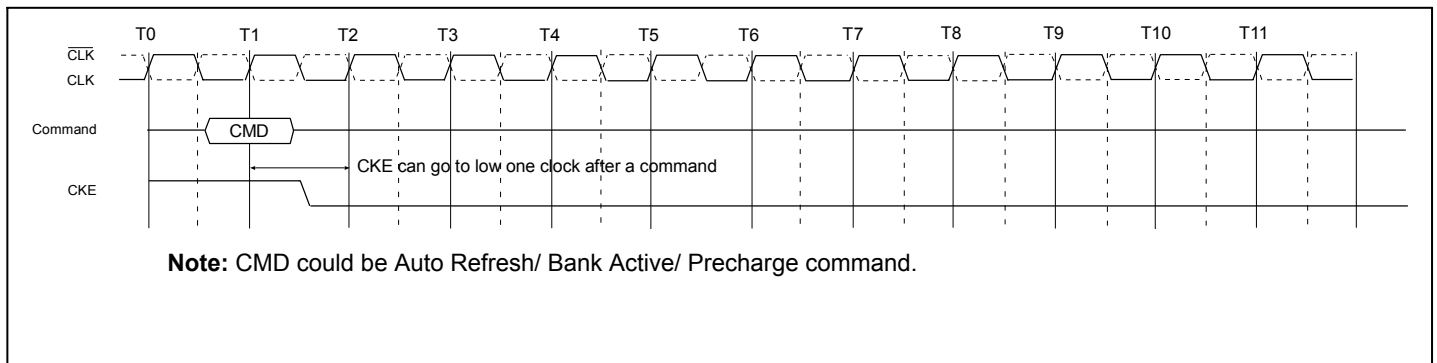 T0 T1 T2 T3 T4 T5 T6 T7 T8 T9 T10 T11
CLK
CLK
Command
CMD
CKE can go to low one clock after a command
CKE
Note: CMD could be Auto Refresh/ Bank Active/ Precharge command.